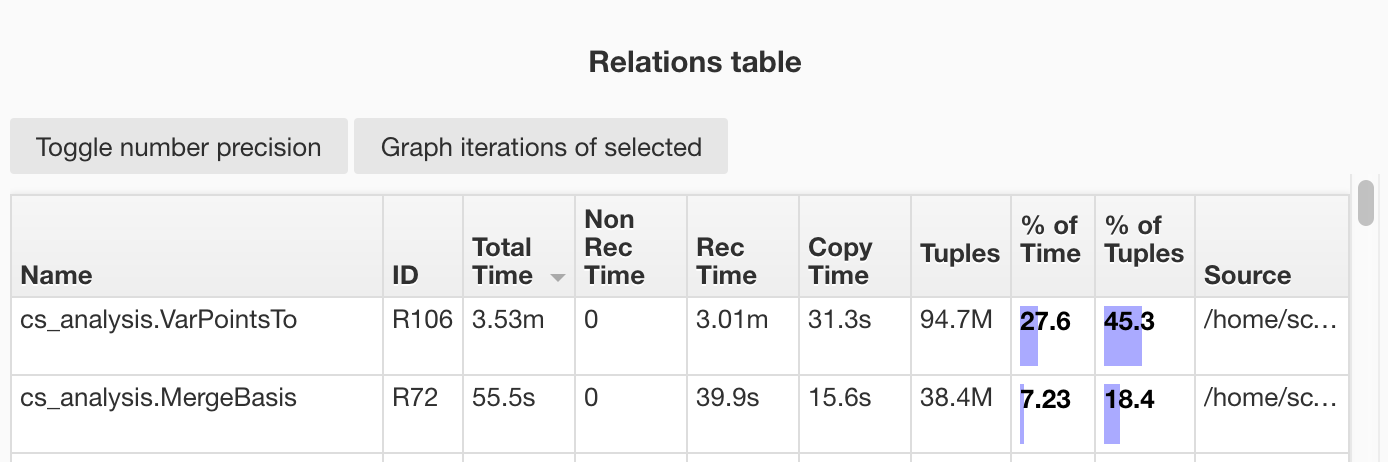 Relations table
Toggle number precision Graph iterations of selected
Name ID Total Time Non Rec Time Rec Time Copy Time Tuples % of Time % of Tuples Source
cs_analysis.VarPointsTo R106 3.53m 0 3.01m 31.3s 94.7M 27.6 45.3 /home/sc...
cs_analysis.MergeBasis R72 55.5s 0 39.9s 15.6s 38.4M 7.23 18.4 /home/sc...